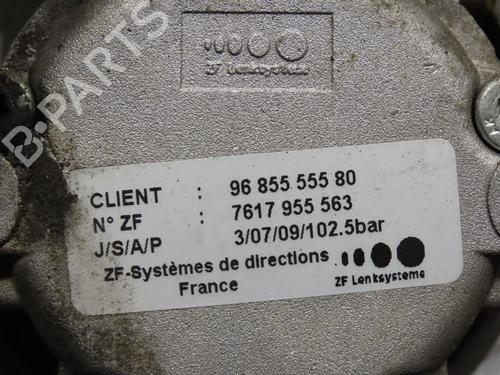 ZF Lenksysteme
B-PARTS
CLIENT : 96 855 555 80
N° ZF : 7617 955 563
J/S/A/P 3/07/09/102.5bar
ZF-Systèmes de directions
France
ZF Lenksysteme